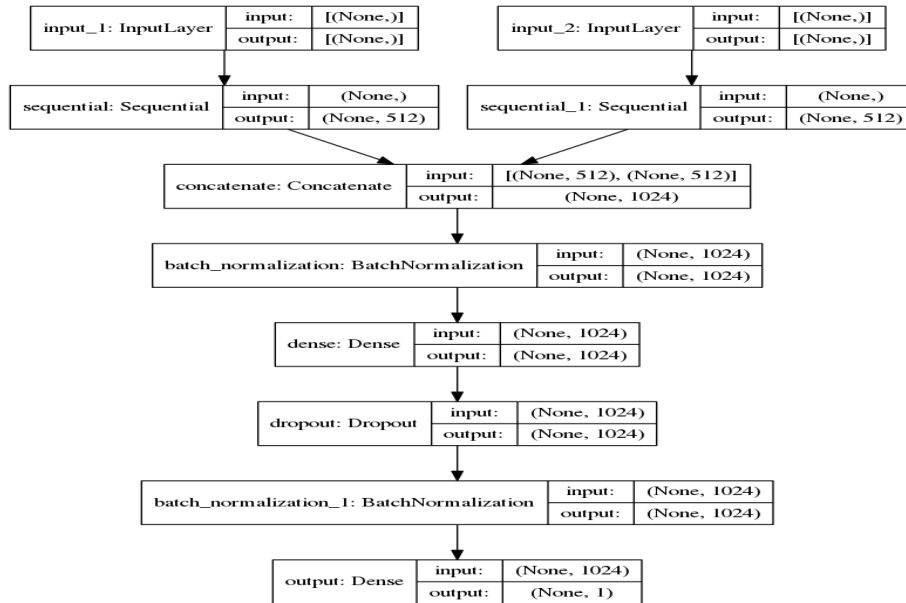 input_1: InputLayer input: [(None,)]
output: [(None,)]
input_2: InputLayer input: [(None,)]
output: [(None,)]
sequential: Sequential input: (None,)
output: (None, 512)
sequential_1: Sequential input: (None,)
output: (None, 512)
concatenate: Concatenate input: [(None, 512), (None, 512)]
output: (None, 1024)
batch_normalization: BatchNormalization input: (None, 1024)
output: (None, 1024)
dense: Dense input: (None, 1024)
output: (None, 1024)
dropout: Dropout input: (None, 1024)
output: (None, 1024)
batch_normalization_1: BatchNormalization input: (None, 1024)
output: (None, 1024)
output: Dense input: (None, 1024)
output: (None, 1)